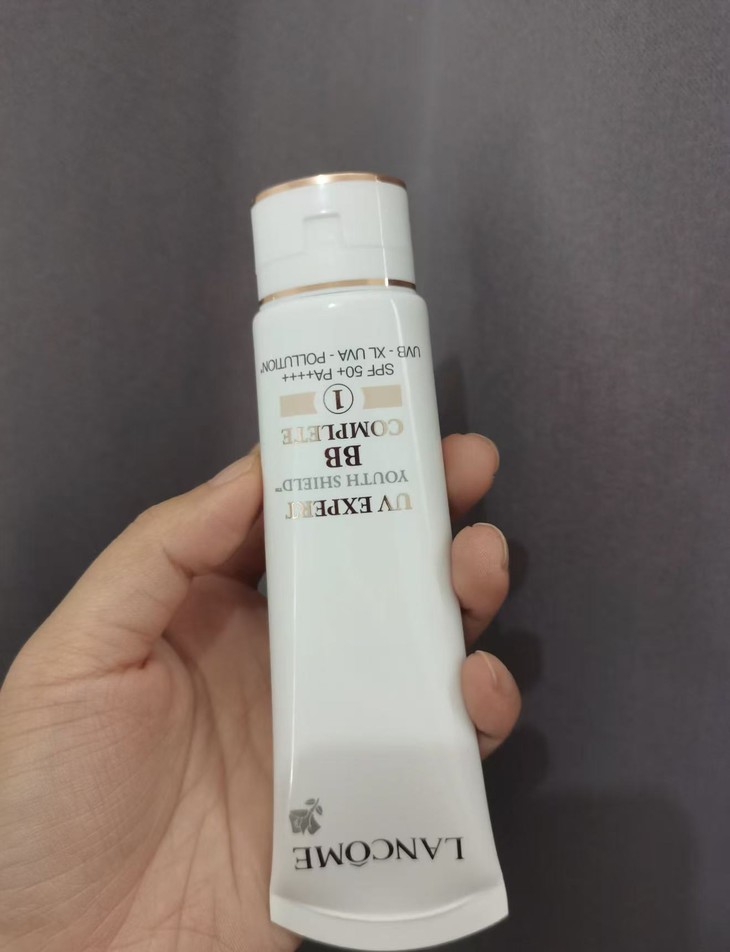 LANCÔME
UV EXPERT
YOUTH SHIELD™
BB
COMPLETE
1
SPF 50+ PA++++
UVB - XL UVA - POLLUTION*